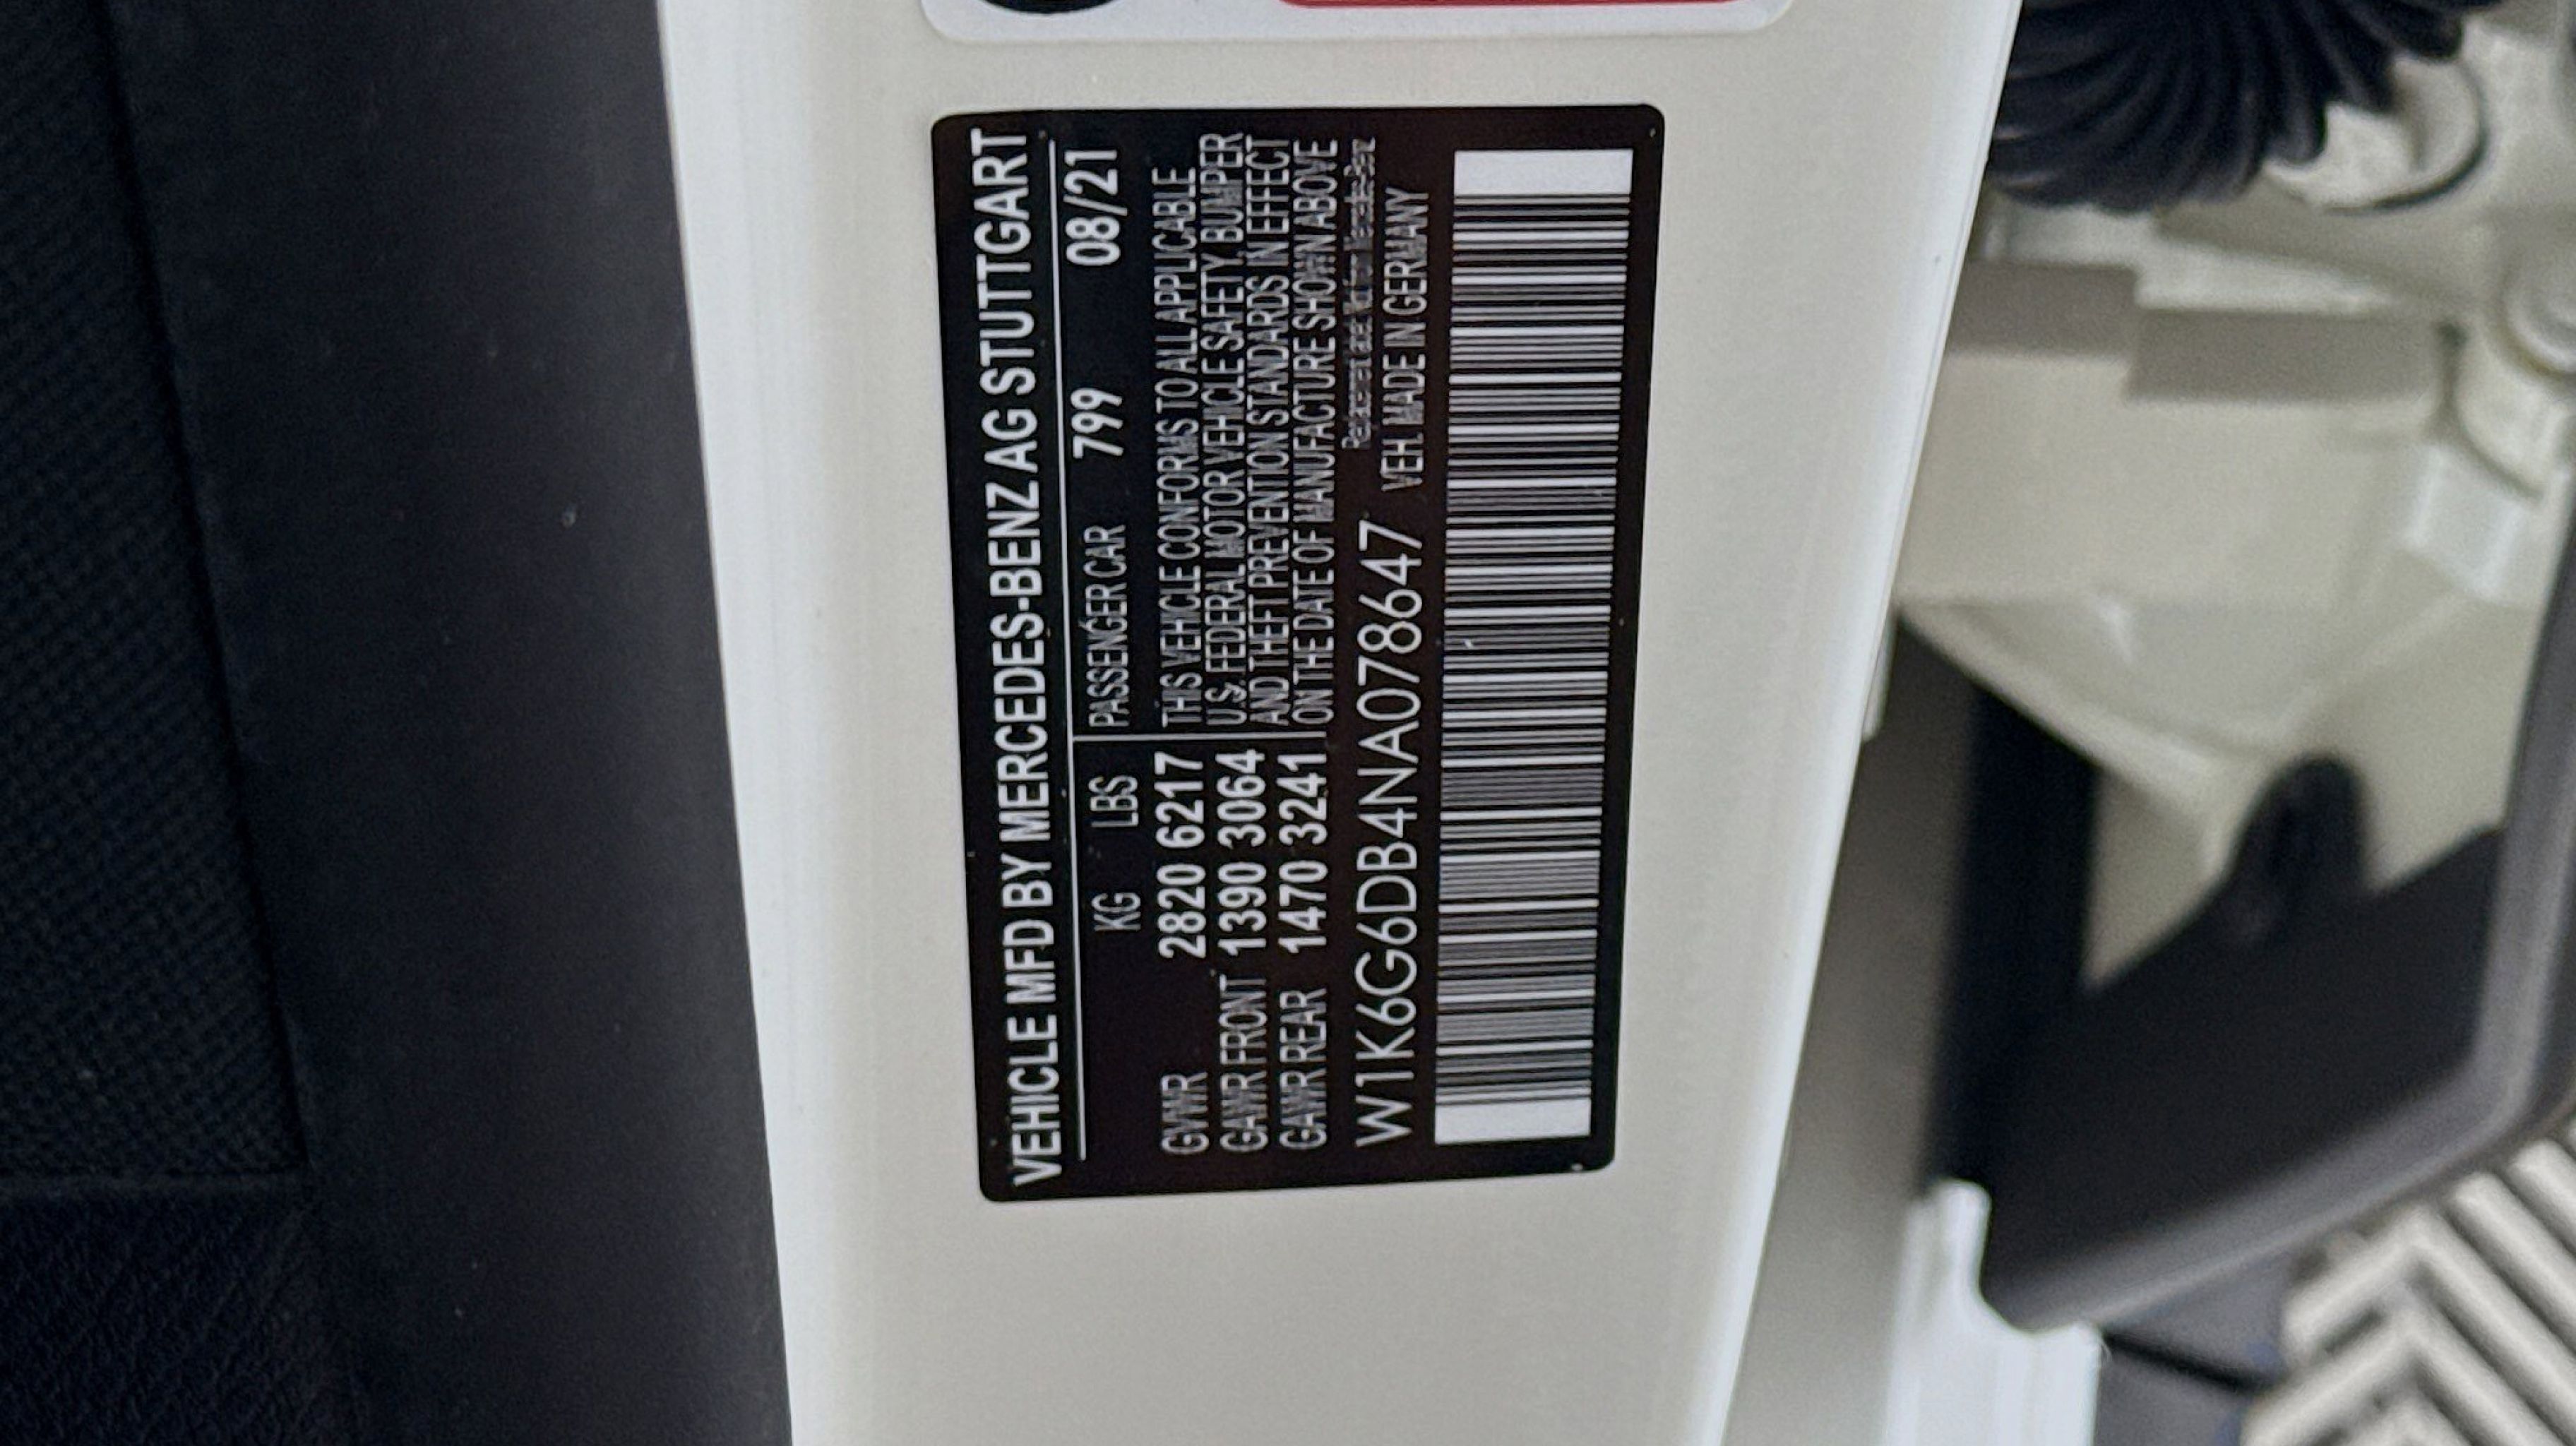 VEHICLE MFD BY MERCEDES-BENZ AG STUTTGART
KG LBS
GVWR 2820 6217
GAWR FRONT 1390 3064
GAWR REAR 1470 3241
PASSENGER CAR 799 08/21
THIS VEHICLE CONFORMS TO ALL APPLICABLE
U.S. FEDERAL MOTOR VEHICLE SAFETY, BUMPER
AND THEFT PREVENTION STANDARDS IN EFFECT
ON THE DATE OF MANUFACTURE SHOWN ABOVE
Mercedes-Benz
VEH. MADE IN GERMANY
W1K6G6DB4NA078647